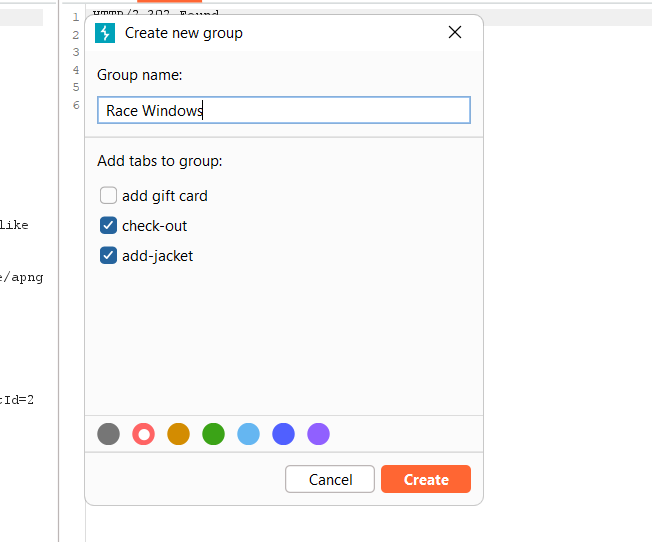 1
HTTP/2 302 Found
2
Create new group
3
4
Group name:
5
6
Race Windows
Add tabs to group:
add gift card
like
check-out
add-jacket
e/apng
Id=2
Cancel
Create